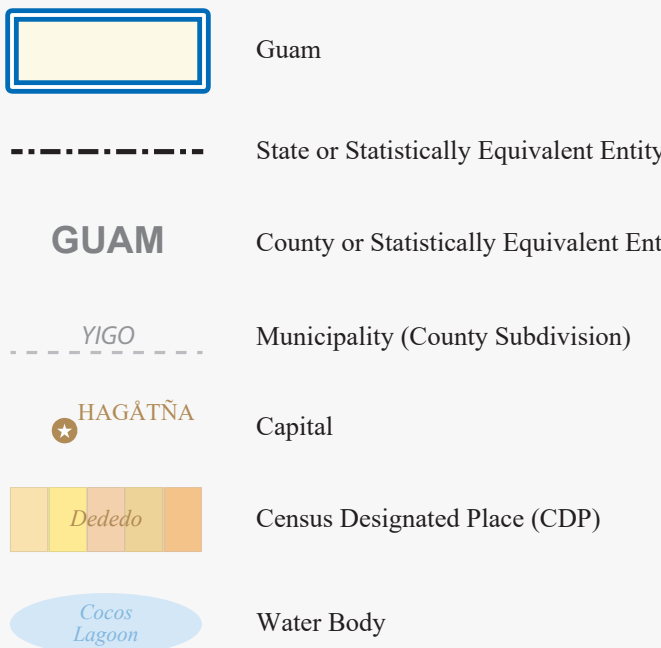 Guam
State or Statistically Equivalent Entity
GUAM County or Statistically Equivalent Ent
YIGO Municipality (County Subdivision)
HAGÅTÑA Capital
Dededo Census Designated Place (CDP)
Cocos
Lagoon Water Body